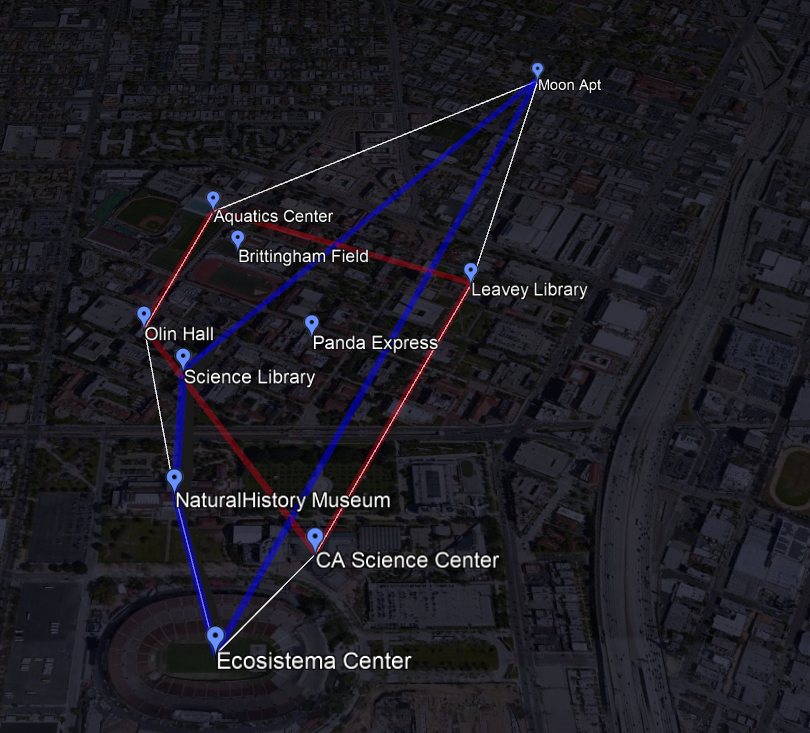 Moon Apt
Aquatics Center
Brittingham Field
Leavey Library
Olin Hall
Panda Express
Science Library
NaturalHistory Museum
CA Science Center
Ecosistema Center